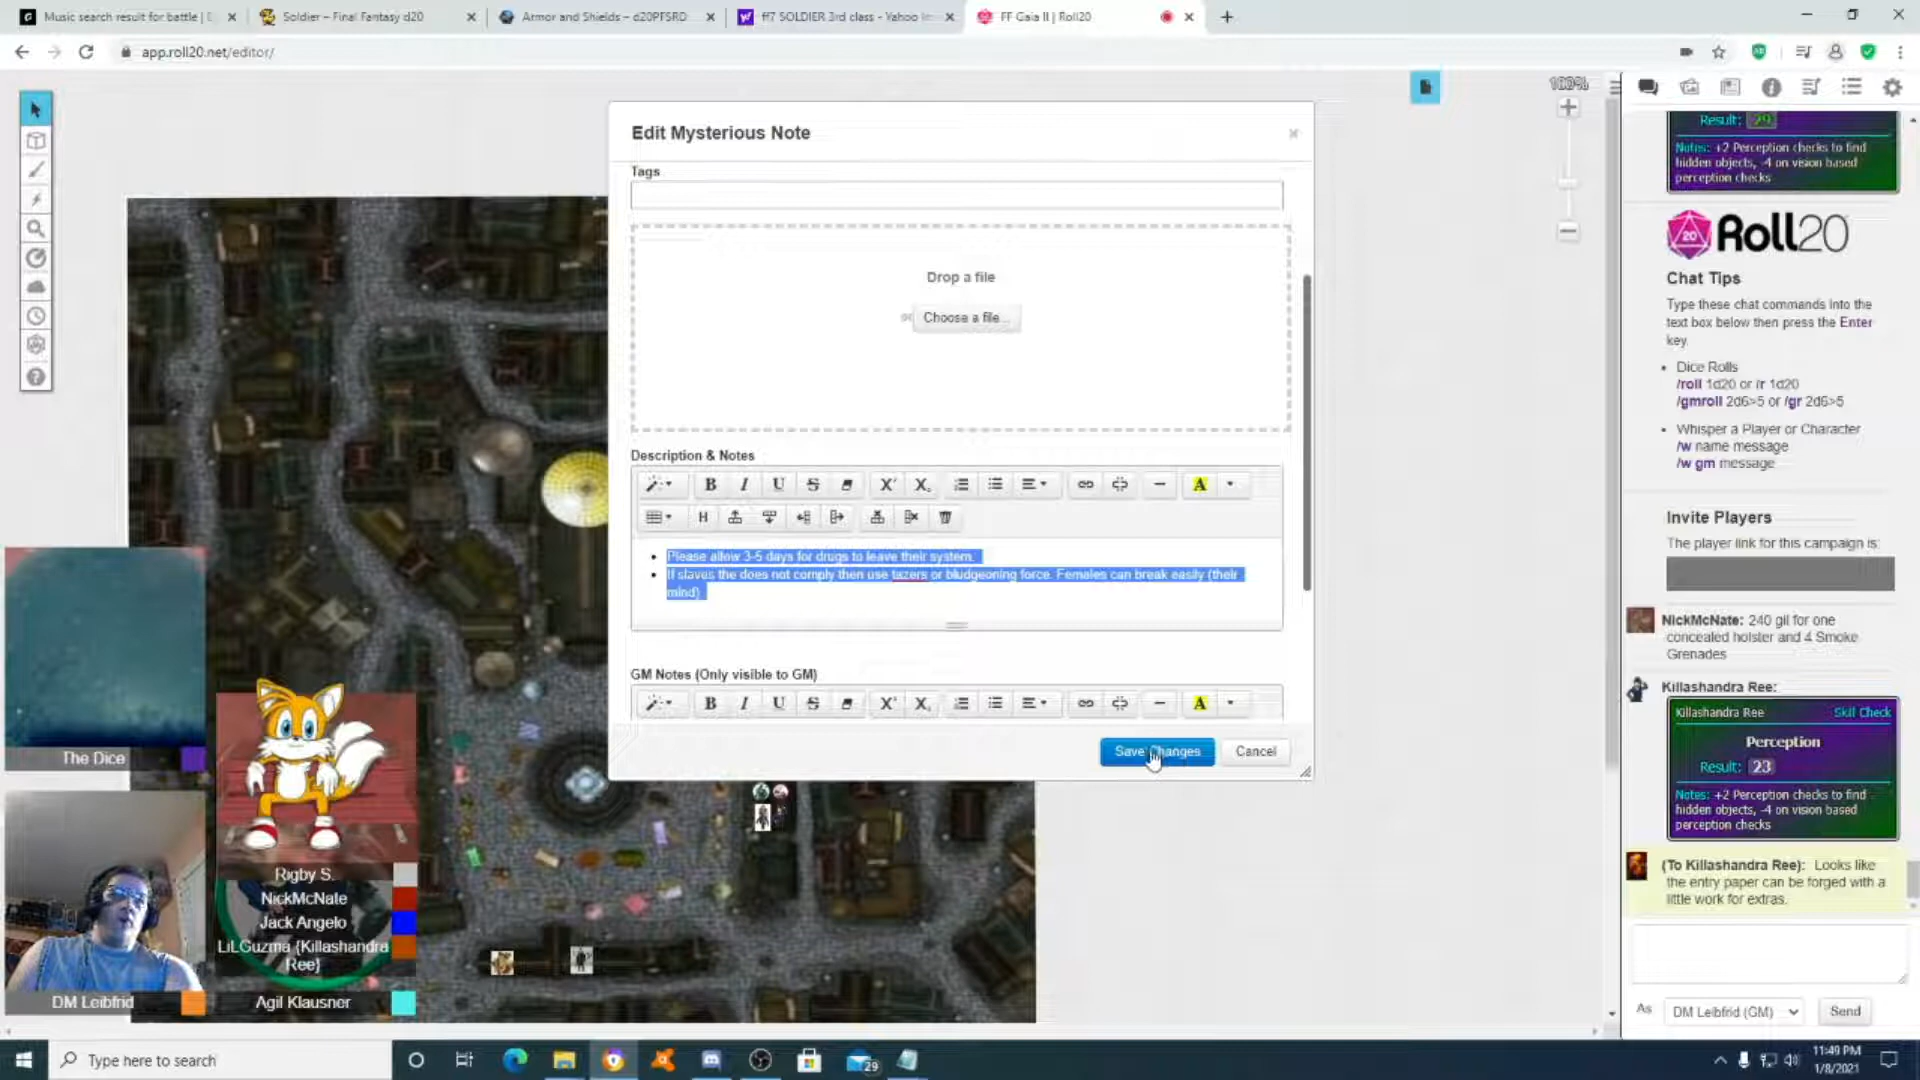 Music search result for battle | E
Soldier – Final Fantasy d20
Armor and Shields – d20PFSRD
ff7 SOLDIER 3rd class - Yahoo Im
FF Gaia II | Roll20
app.roll20.net/editor/
100%
Edit Mysterious Note
Tags
Drop a file
or Choose a file...
Description & Notes
Please allow 3-5 days for drugs to leave their system.
If slaves the does not comply then use tazers or bludgeoning force. Females can break easily (their
mind)
GM Notes (Only visible to GM)
Save Changes
Cancel
Result: 29
Notes: +2 Perception checks to find
hidden objects, -4 on vision based
perception checks
20
Roll20
Chat Tips
Type these chat commands into the
text box below then press the Enter
key.
Dice Rolls
/roll 1d20 or /r 1d20
/gmroll 2d6>5 or /gr 2d6>5
Whisper a Player or Character
/w name message
/w gm message
Invite Players
The player link for this campaign is:
NickMcNate: 240 gil for one
concealed holster and 4 Smoke
Grenades
Killashandra Ree:
Killashandra Ree Skill Check
Perception
Result: 23
Notes: +2 Perception checks to find
hidden objects, -4 on vision based
perception checks
(To Killashandra Ree): Looks like
the entry paper can be forged with a
little work for extras.
As DM Leibfrid (GM) Send
The Dice
Rigby S.
NickMcNate
Jack Angelo
LiLGuzma {Killashandra
Ree}
DM Leibfrid
Agil Klausner
Type here to search
29
11:49 PM
1/8/2021